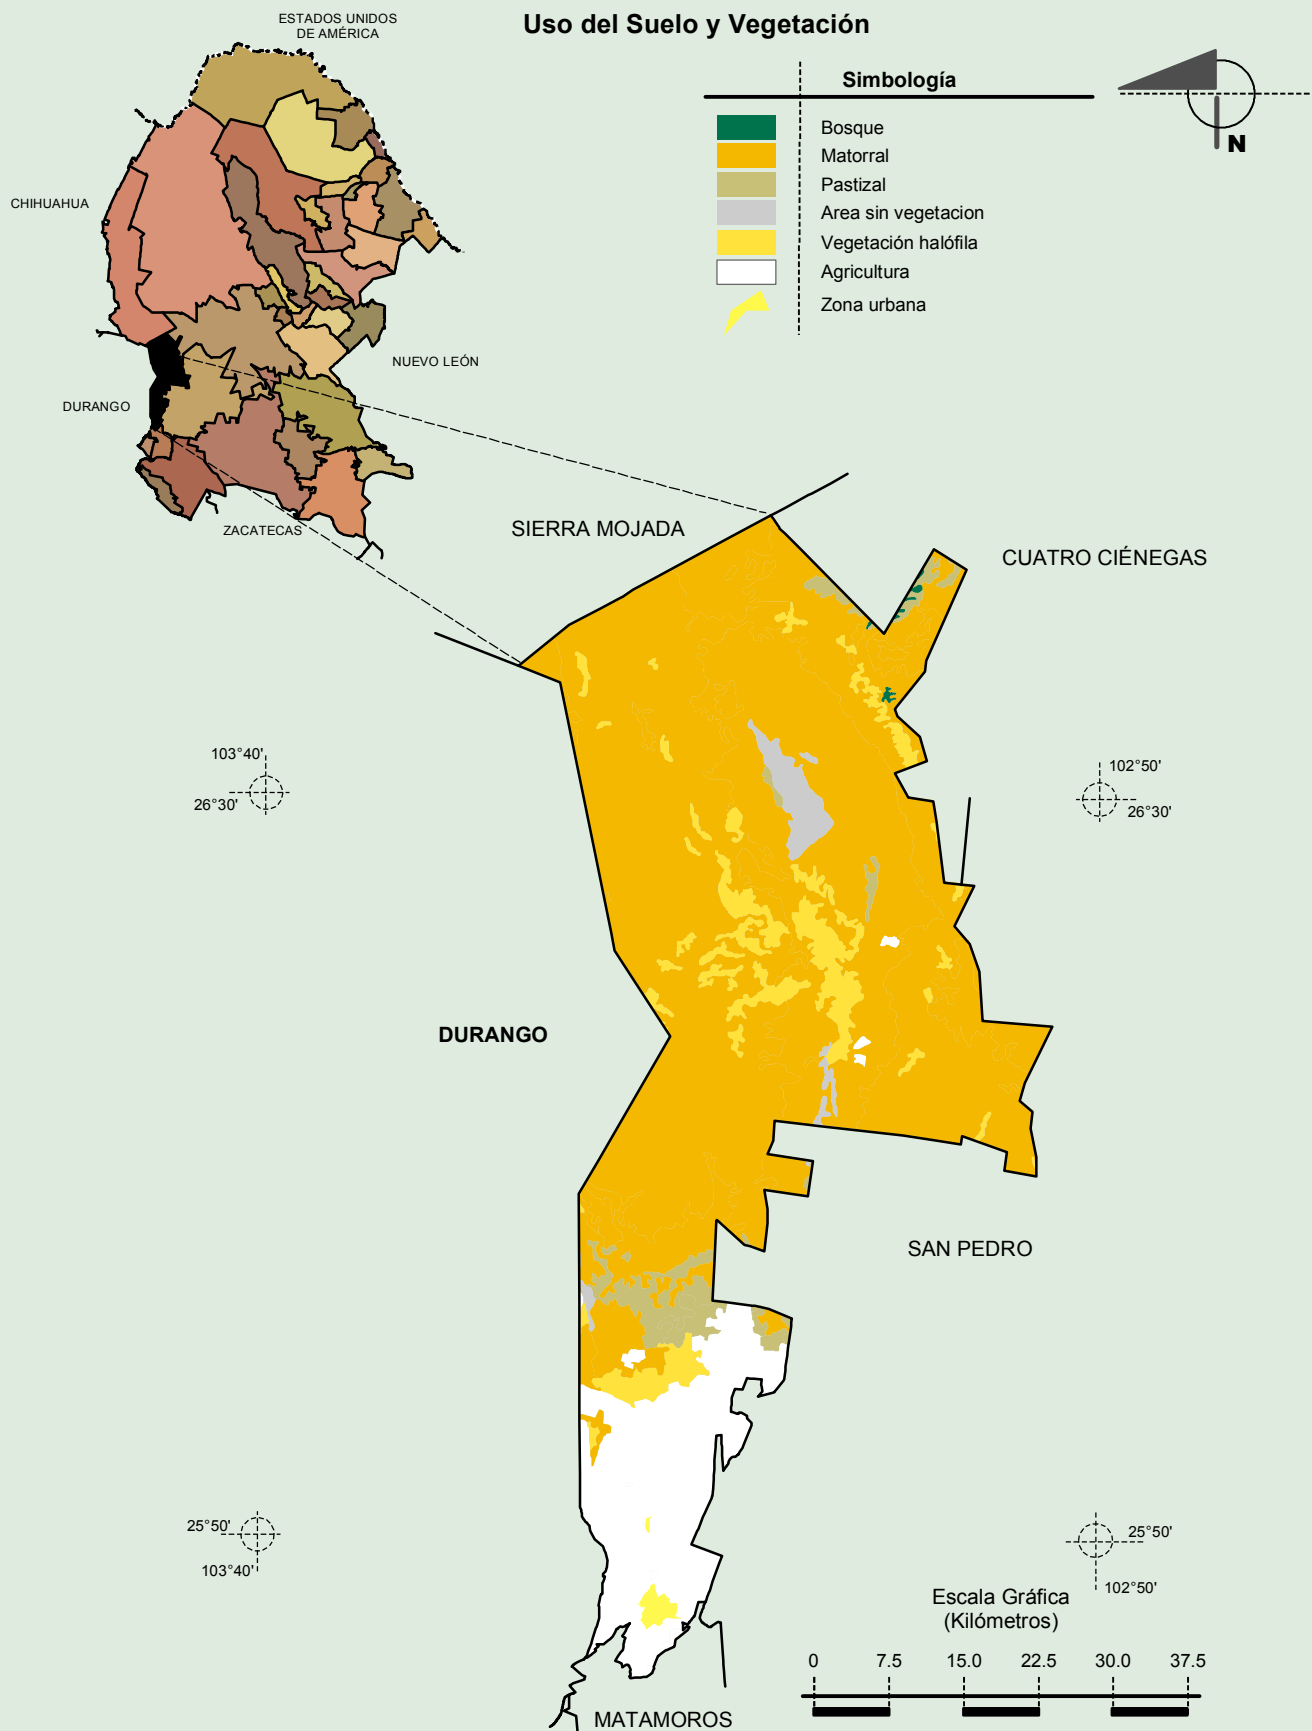 Uso del Suelo y Vegetación
ESTADOS UNIDOS
DE AMÉRICA
Simbología
Bosque
Matorral
Pastizal
Area sin vegetacion
Vegetación halófila
Agricultura
Zona urbana
N
CHIHUAHUA
NUEVO LEÓN
DURANGO
ZACATECAS
SIERRA MOJADA
CUATRO CIÉNEGAS
103°40'
26°30'
102°50'
26°30'
DURANGO
SAN PEDRO
25°50'
103°40'
25°50'
102°50'
Escala Gráfica
(Kilómetros)
0 7.5 15.0 22.5 30.0 37.5
MATAMOROS